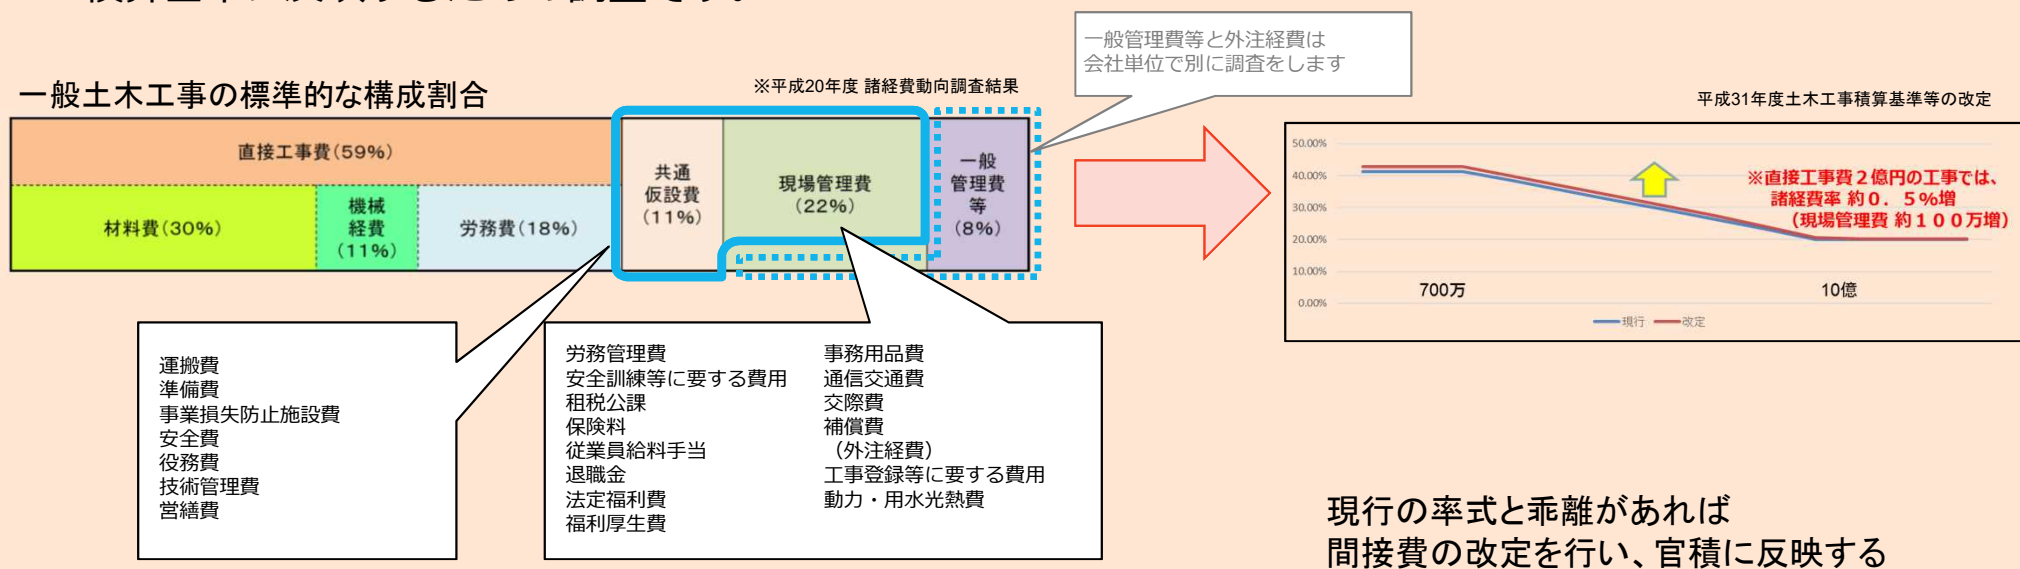 一般管理費等と外注経費は
会社単位で別に調査をします
一般土木工事の標準的な構成割合
※平成20年度 諸経費動向調査結果
直接工事費(59%)
材料費(30%)
機械
経費
(11%)
労務費(18%)
共通
仮設費
(11%)
現場管理費
(22%)
一般
管理費
等
(8%)
運搬費
準備費
事業損失防止施設費
安全費
役務費
技術管理費
営繕費
労務管理費
安全訓練等に要する費用
租税公課
保険料
従業員給料手当
退職金
法定福利費
福利厚生費
事務用品費
通信交通費
交際費
補償費
（外注経費）
工事登録等に要する費用
動力・用水光熱費
平成31年度土木工事積算基準等の改定
50.00%
40.00%
30.00%
20.00%
10.00%
0.00%
※直接工事費２億円の工事では、
諸経費率 約０．５%増
（現場管理費 約１００万増）
700万
10億
現行 改定
現行の率式と乖離があれば
間接費の改定を行い、官積に反映する